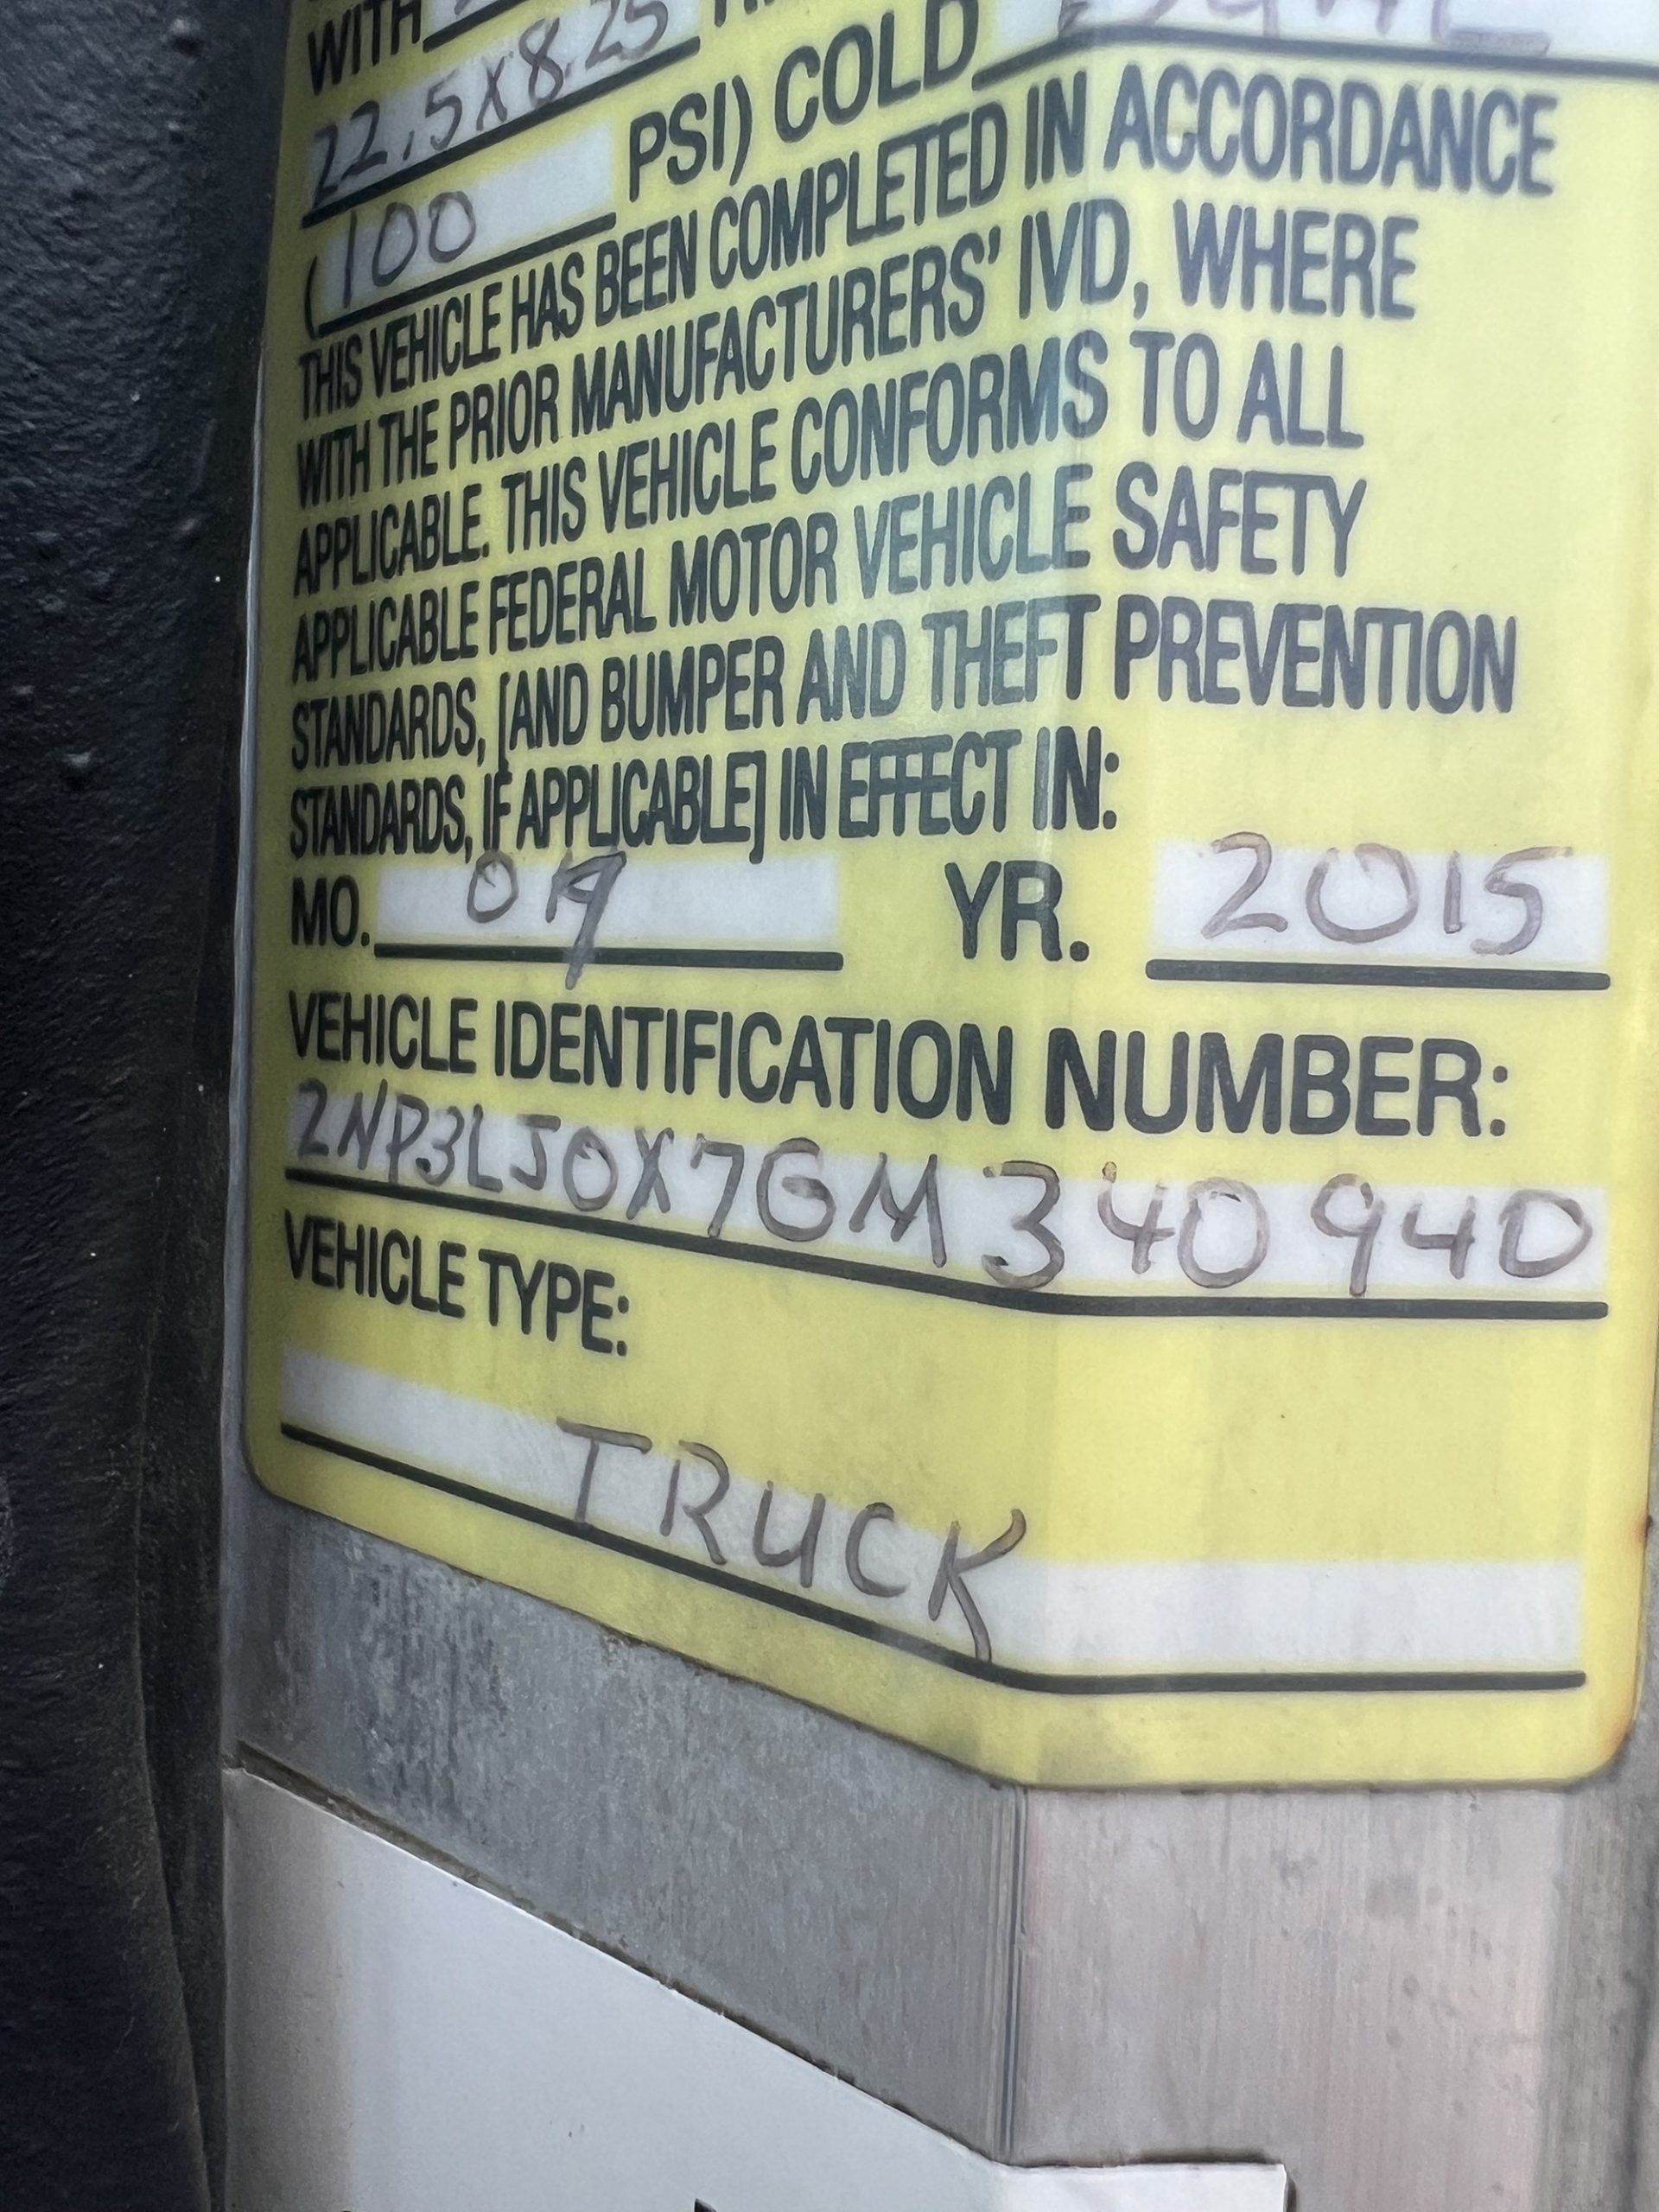 WITH
22.5X8.25
(100 PSI) COLD
THIS VEHICLE HAS BEEN COMPLETED IN ACCORDANCE
WITH THE PRIOR MANUFACTURERS' IVD, WHERE
APPLICABLE. THIS VEHICLE CONFORMS TO ALL
APPLICABLE FEDERAL MOTOR VEHICLE SAFETY
STANDARDS, [AND BUMPER AND THEFT PREVENTION
STANDARDS, IF APPLICABLE] IN EFFECT IN:
MO. 09 YR. 2015
VEHICLE IDENTIFICATION NUMBER:
2NP3LJ0X7GM340940
VEHICLE TYPE:
TRUCK